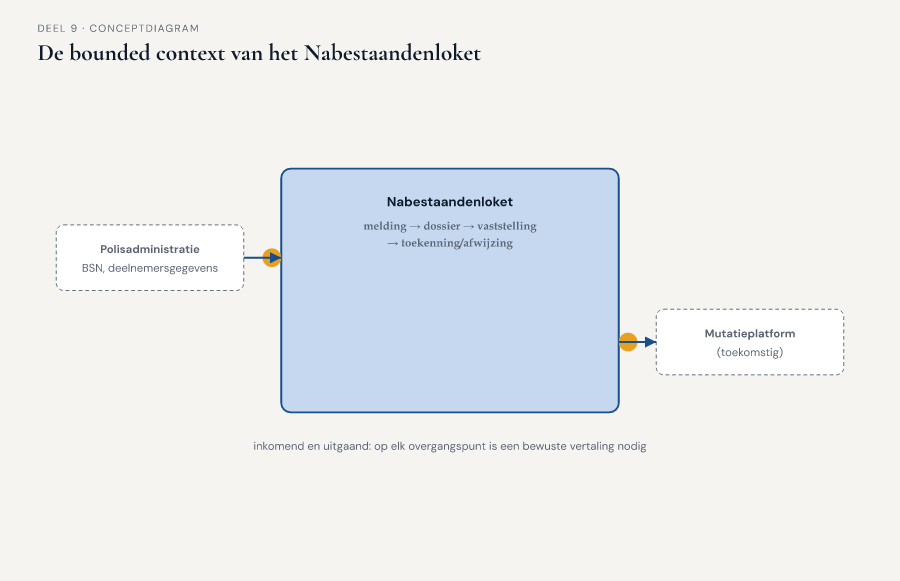 DEEL 9 · CONCEPTDIAGRAM
De bounded context van het Nabestaandenloket
Nabestaandenloket
melding → dossier → vaststelling
→ toekenning/afwijzing
Polisadministratie
BSN, deelnemersgegevens
Mutatieplatform
(toekomstig)
inkomend en uitgaand: op elk overgangspunt is een bewuste vertaling nodig